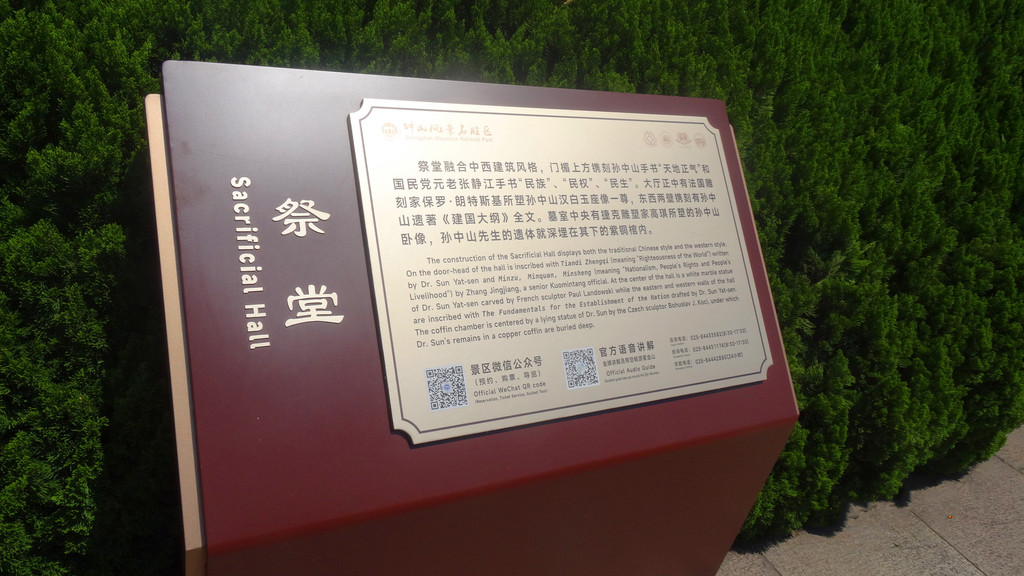 祭堂
Sacrificial Hall
钟山风景名胜区
祭堂融合中西建筑风格，门楣上方镌刻孙中山手书“天地正气”和
国民党元老张静江手书“民族”、“民权”、“民生”。大厅正中有法国雕
刻家保罗·朗特斯基所塑孙中山汉白玉座像一尊，东西两壁镌刻有孙中
山遗著《建国大纲》全文。墓室中央有捷克雕塑家高琪所塑的孙中山
卧像，孙中山先生的遗体就深埋在其下的紫铜棺内。
The construction of the Sacrificial Hall displays both the traditional Chinese style and the western style.
On the door-head of the hall is inscribed with Tiandi Zhengqi (meaning "Righteousness of the World") written
by Dr. Sun Yat-sen and Minzu, Minquan, Minsheng (meaning "Nationalism, People's Rights and People's
Livelihood") by Zhang Jingjiang, a senior Kuomintang official. At the center of the hall is a white marble statue
of Dr. Sun Yat-sen carved by French sculptor Paul Landowski while the eastern and western walls of the hall
are inscribed with The Fundamentals for the Establishment of the Nation drafted by Dr. Sun Yat-sen.
The coffin chamber is centered by a lying statue of Dr. Sun by the Czech sculptor Bohuslav J. Koci, under which
Dr. Sun's remains in a copper coffin are buried deep.
景区微信公众号
（预约、购票、导览）
Official WeChat QR code
(Reservation, Ticket Service, Guided Tour)
官方语音讲解
Official Audio Guide